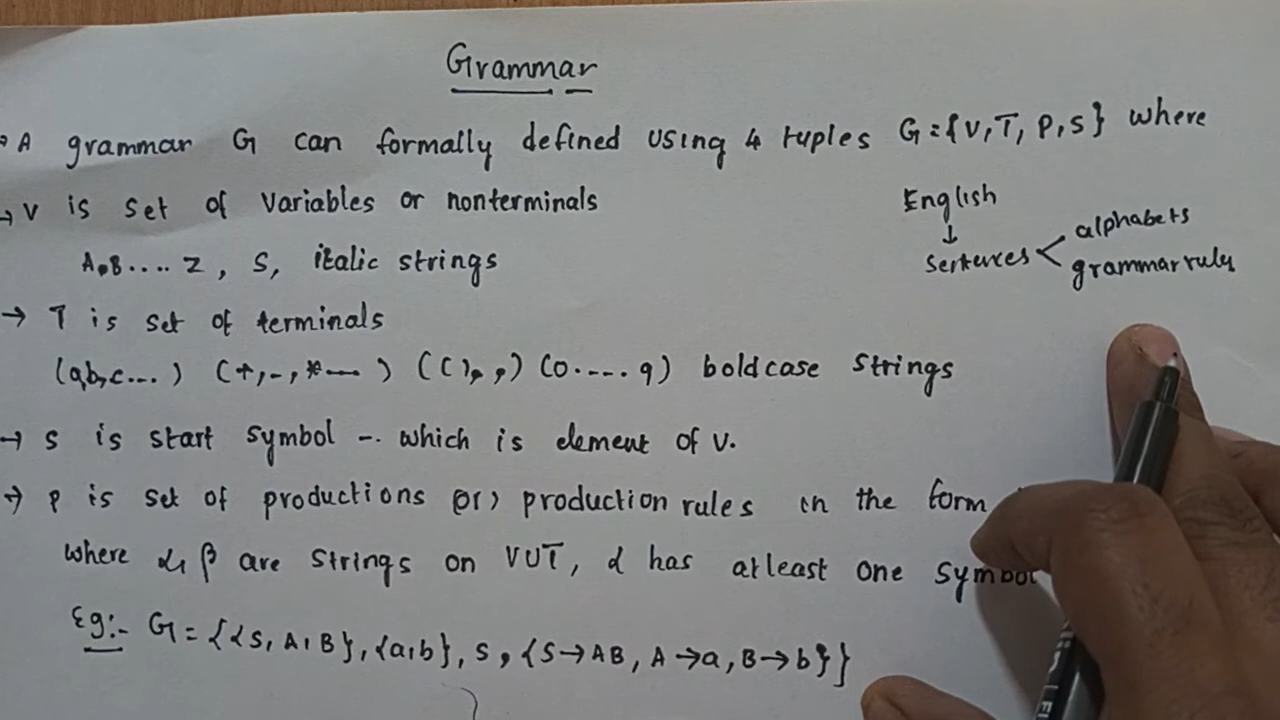 Grammar
A grammar G can formally defined using 4 tuples G={V,T,P,S} where
→ V is set of variables or nonterminals
English
↓
Sentences < alphabets
grammar rules
A,B....Z, S, italic strings
→ T is set of terminals
(a,b,c...) (+,-,*---) (( ), ,) (0....9) boldcase strings
→ S is start symbol -. which is element of V.
→ P is set of productions (or) production rules in the form
where α, β are strings on VUT, α has atleast one symbol
Eg:- G={{S,A,B},{a,b},S,{S→AB, A→a, B→b}}